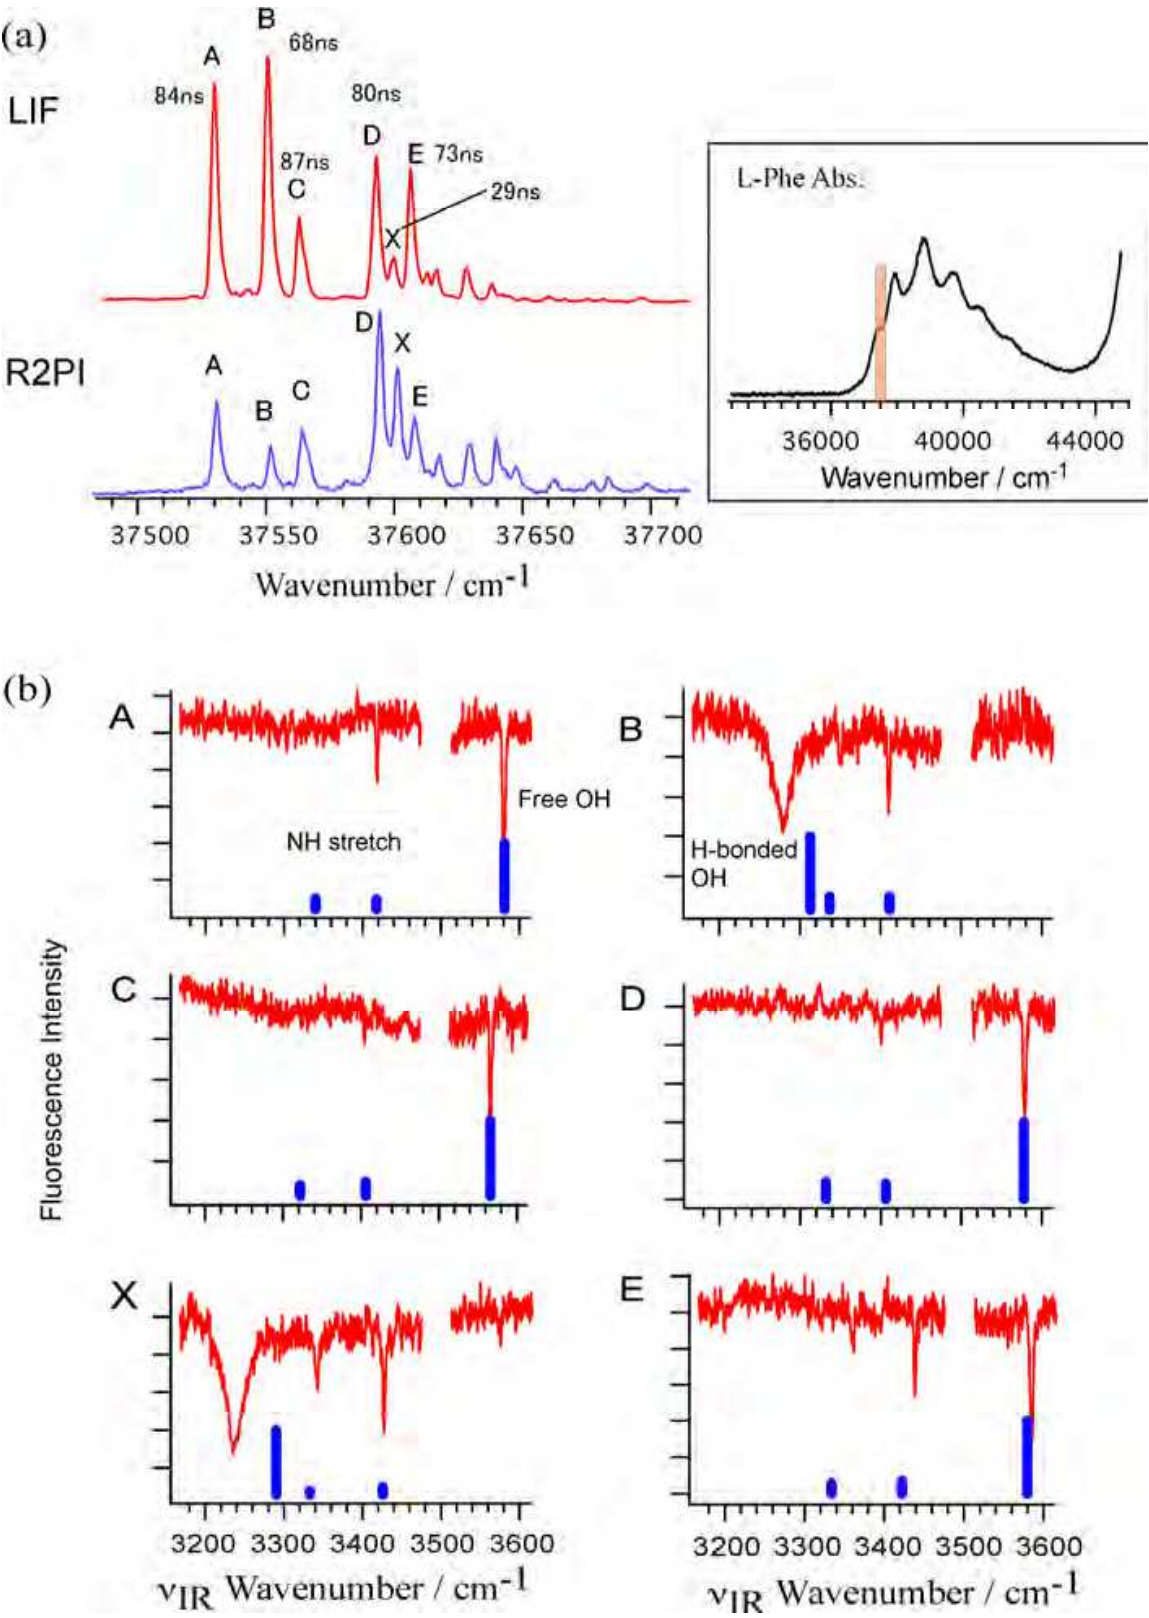 (a)
LIF
A
84ns
B
68ns
87ns
C
80ns
D
E 73ns
29ns
X
R2PI
A
B
C
D
X
E
37500 37550 37600 37650 37700
Wavenumber / cm-1
L-Phe Abs.
36000 40000 44000
Wavenumber / cm-1
(b)
Fluorescence Intensity
A
NH stretch
Free OH
B
H-bonded
OH
C
D
X
E
3200 3300 3400 3500 3600
νIR Wavenumber / cm-1
3200 3300 3400 3500 3600
νIR Wavenumber / cm-1